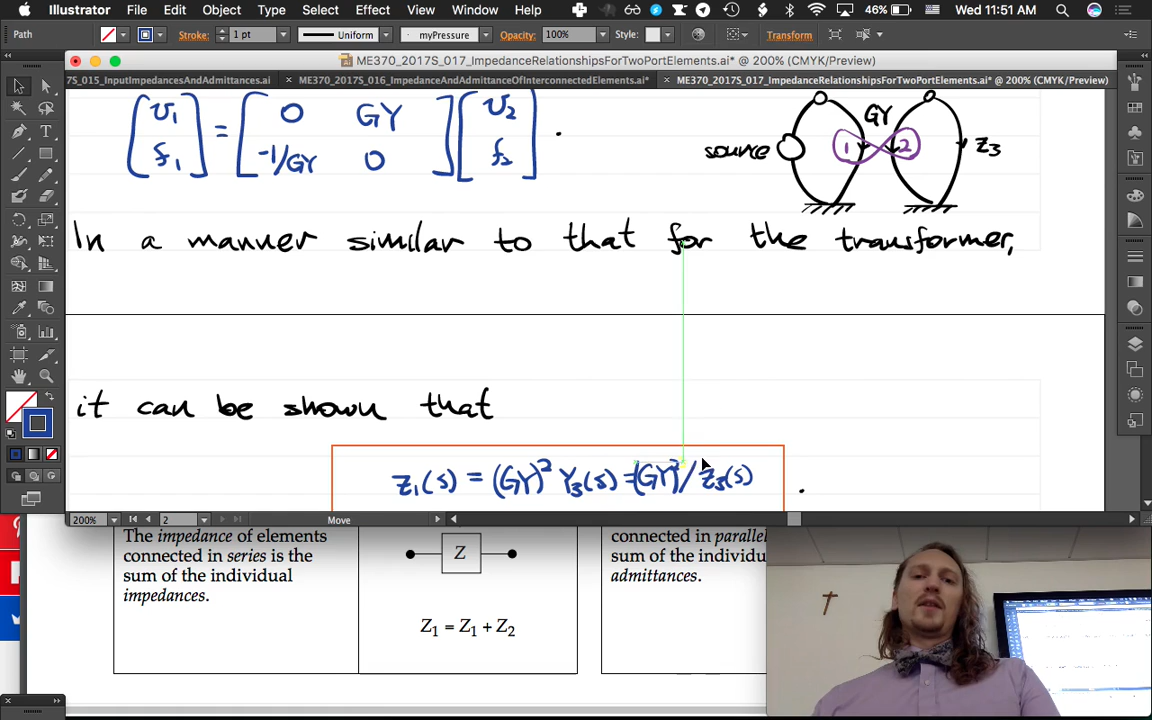 Illustrator File Edit Object Type Select Effect View Window Help 46% Wed 11:51 AM
Path Stroke: 1 pt Uniform myPressure Opacity: 100% Style: Transform
ME370_2017S_017_ImpedanceRelationshipsForTwoPortElements.ai* @ 200% (CMYK/Preview)
7S_015_InputImpedancesAndAdmittances.ai ME370_2017S_016_ImpedanceAndAdmittanceOfInterconnectedElements.ai* ME370_2017S_017_ImpedanceRelationshipsForTwoPortElements.ai* @ 200% (CMYK/Preview)
[v₁ f₁] = [0 GY -1/GY 0] [v₂ f₂].
GY
source 1 2 Z3
In a manner similar to that for the transformer,
it can be shown that
Z₁(s) = (GY)² Y₃(s) = (GY)² / Z₃(s) .
200% 2 Move
The impedance of elements
connected in series is the
sum of the individual
impedances.
Z
Z₁ = Z₁ + Z₂
connected in parallel
sum of the individu
admittances.